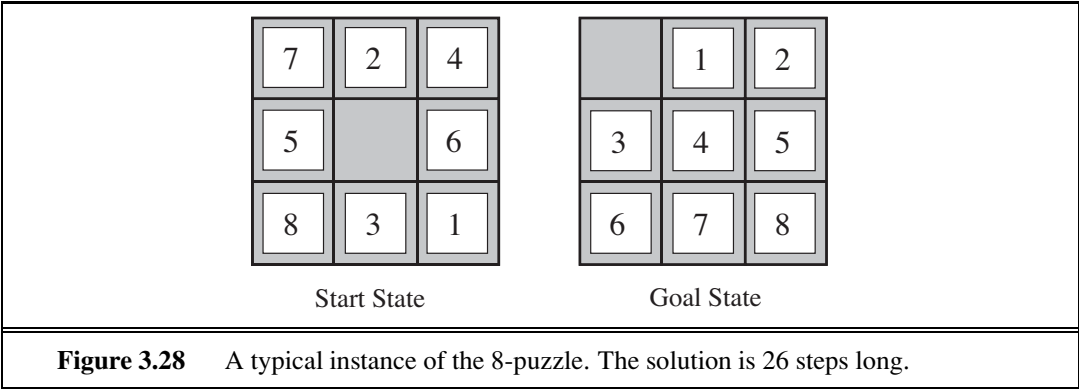 7 2 4 1 2
5 6 3 4 5
8 3 1 6 7 8
Start State Goal State
Figure 3.28 A typical instance of the 8-puzzle. The solution is 26 steps long.